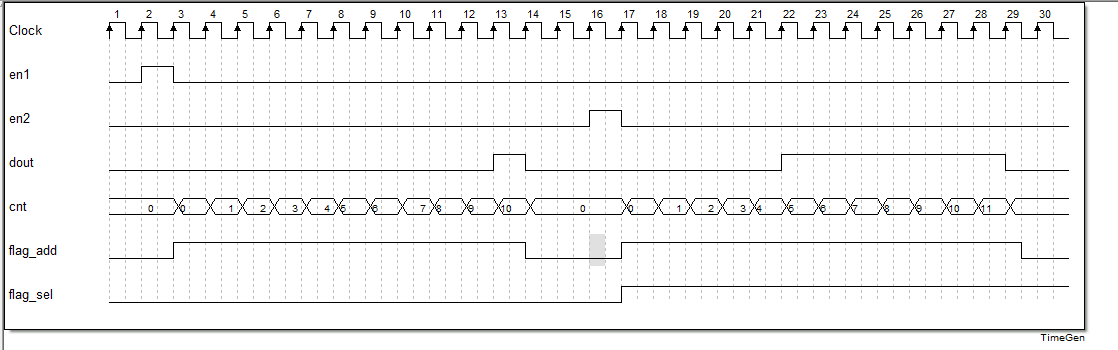 1 2 3 4 5 6 7 8 9 10 11 12 13 14 15 16 17 18 19 20 21 22 23 24 25 26 27 28 29 30
Clock
en1
en2
dout
cnt 0 0 1 2 3 4 5 6 7 8 9 10 0 0 1 2 3 4 5 6 7 8 9 10 11
flag_add
flag_sel
TimeGen